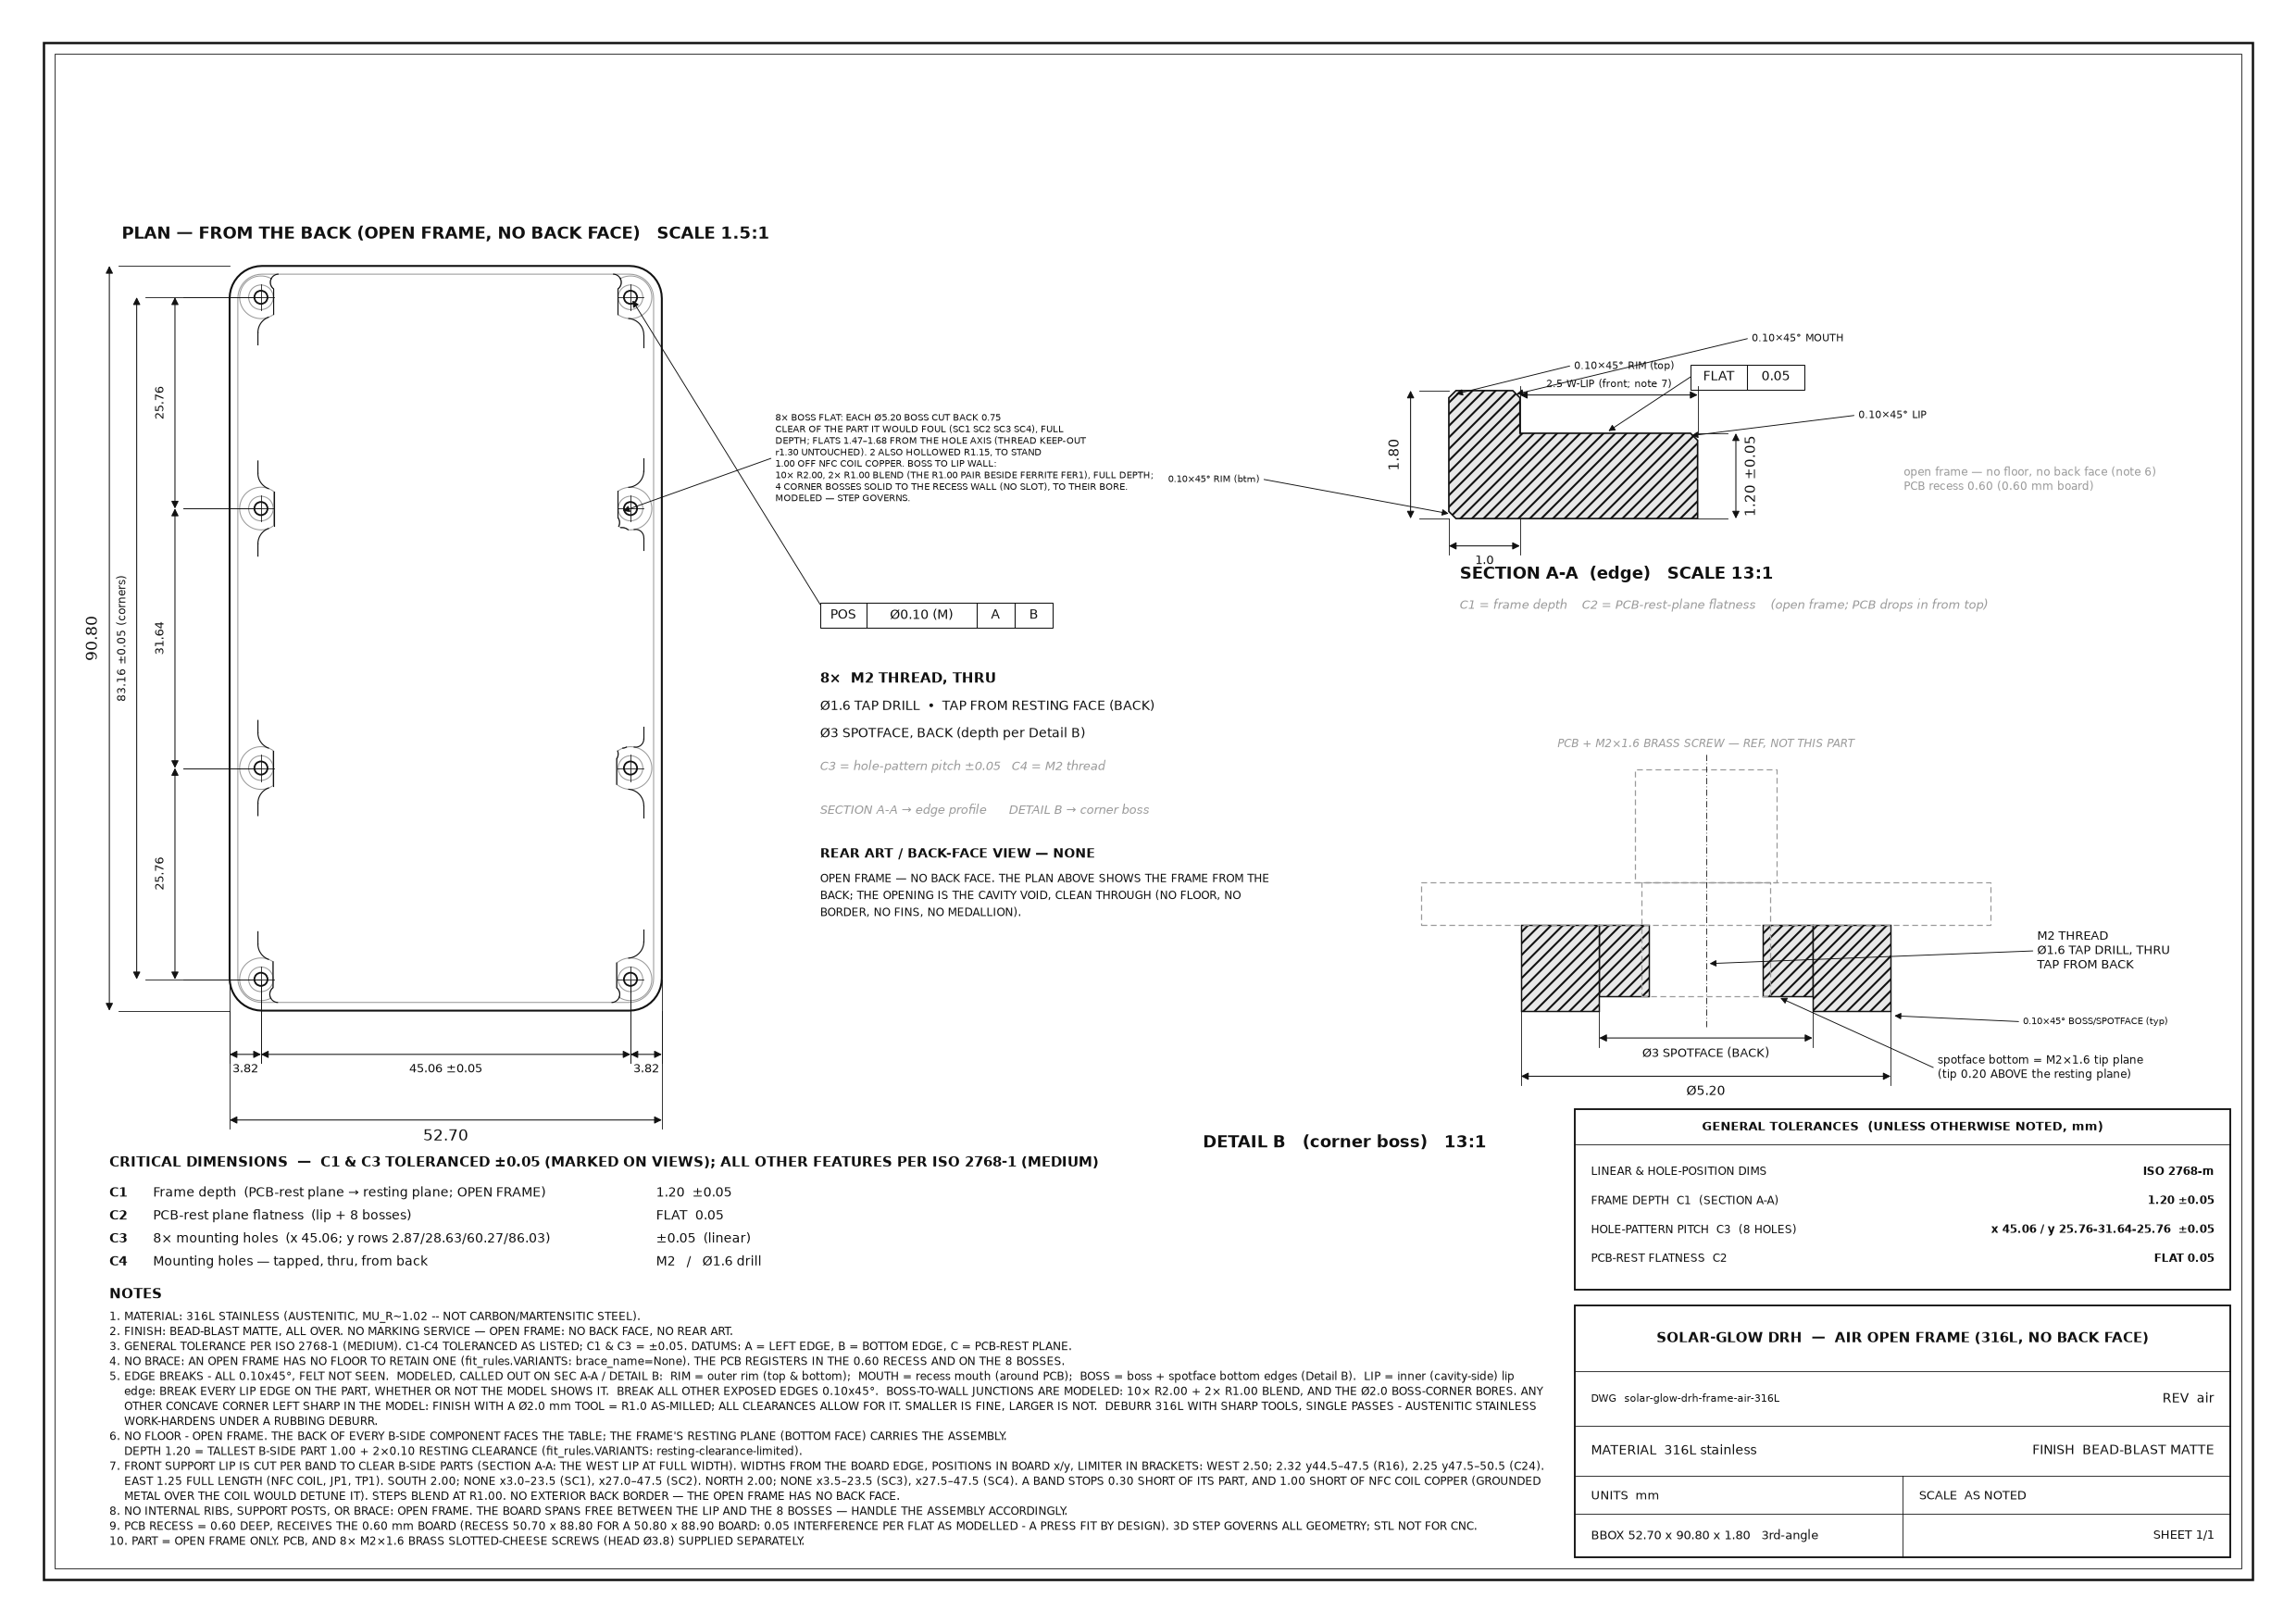 PLAN — FROM THE BACK (OPEN FRAME, NO BACK FACE)   SCALE 1.5:1
90.80
83.16 ±0.05 (corners)
25.76
31.64
25.76
3.82
45.06 ±0.05
3.82
52.70
8× BOSS FLAT: EACH Ø5.20 BOSS CUT BACK 0.75
CLEAR OF THE PART IT WOULD FOUL (SC1 SC2 SC3 SC4), FULL
DEPTH; FLATS 1.47–1.68 FROM THE HOLE AXIS (THREAD KEEP-OUT
r1.30 UNTOUCHED). 2 ALSO HOLLOWED R1.15, TO STAND
1.00 OFF NFC COIL COPPER. BOSS TO LIP WALL:
10× R2.00, 2× R1.00 BLEND (THE R1.00 PAIR BESIDE FERRITE FER1), FULL DEPTH;
4 CORNER BOSSES SOLID TO THE RECESS WALL (NO SLOT), TO THEIR BORE.
MODELED — STEP GOVERNS.
POS Ø0.10 (M) A B
8×  M2 THREAD, THRU
Ø1.6 TAP DRILL  •  TAP FROM RESTING FACE (BACK)
Ø3 SPOTFACE, BACK (depth per Detail B)
C3 = hole-pattern pitch ±0.05   C4 = M2 thread
SECTION A-A → edge profile      DETAIL B → corner boss
REAR ART / BACK-FACE VIEW — NONE
OPEN FRAME — NO BACK FACE. THE PLAN ABOVE SHOWS THE FRAME FROM THE
BACK; THE OPENING IS THE CAVITY VOID, CLEAN THROUGH (NO FLOOR, NO
BORDER, NO FINS, NO MEDALLION).
0.10×45° MOUTH
0.10×45° RIM (top)
2.5 W-LIP (front; note 7)
FLAT 0.05
0.10×45° LIP
1.80
1.20 ±0.05
0.10×45° RIM (btm)
1.0
open frame — no floor, no back face (note 6)
PCB recess 0.60 (0.60 mm board)
SECTION A-A  (edge)   SCALE 13:1
C1 = frame depth    C2 = PCB-rest-plane flatness    (open frame; PCB drops in from top)
PCB + M2×1.6 BRASS SCREW — REF, NOT THIS PART
M2 THREAD
Ø1.6 TAP DRILL, THRU
TAP FROM BACK
0.10×45° BOSS/SPOTFACE (typ)
Ø3 SPOTFACE (BACK)
spotface bottom = M2×1.6 tip plane
(tip 0.20 ABOVE the resting plane)
Ø5.20
DETAIL B   (corner boss)   13:1
CRITICAL DIMENSIONS  —  C1 & C3 TOLERANCED ±0.05 (MARKED ON VIEWS); ALL OTHER FEATURES PER ISO 2768-1 (MEDIUM)
C1 Frame depth  (PCB-rest plane → resting plane; OPEN FRAME) 1.20  ±0.05
C2 PCB-rest plane flatness  (lip + 8 bosses) FLAT  0.05
C3 8× mounting holes  (x 45.06; y rows 2.87/28.63/60.27/86.03) ±0.05  (linear)
C4 Mounting holes — tapped, thru, from back M2   /   Ø1.6 drill
NOTES
1. MATERIAL: 316L STAINLESS (AUSTENITIC, MU_R~1.02 -- NOT CARBON/MARTENSITIC STEEL).
2. FINISH: BEAD-BLAST MATTE, ALL OVER. NO MARKING SERVICE — OPEN FRAME: NO BACK FACE, NO REAR ART.
3. GENERAL TOLERANCE PER ISO 2768-1 (MEDIUM). C1-C4 TOLERANCED AS LISTED; C1 & C3 = ±0.05. DATUMS: A = LEFT EDGE, B = BOTTOM EDGE, C = PCB-REST PLANE.
4. NO BRACE: AN OPEN FRAME HAS NO FLOOR TO RETAIN ONE (fit_rules.VARIANTS: brace_name=None). THE PCB REGISTERS IN THE 0.60 RECESS AND ON THE 8 BOSSES.
5. EDGE BREAKS - ALL 0.10x45°, FELT NOT SEEN.  MODELED, CALLED OUT ON SEC A-A / DETAIL B:  RIM = outer rim (top & bottom);  MOUTH = recess mouth (around PCB);  BOSS = boss + spotface bottom edges (Detail B).  LIP = inner (cavity-side) lip
edge: BREAK EVERY LIP EDGE ON THE PART, WHETHER OR NOT THE MODEL SHOWS IT.  BREAK ALL OTHER EXPOSED EDGES 0.10x45°.  BOSS-TO-WALL JUNCTIONS ARE MODELED: 10× R2.00 + 2× R1.00 BLEND, AND THE Ø2.0 BOSS-CORNER BORES. ANY
OTHER CONCAVE CORNER LEFT SHARP IN THE MODEL: FINISH WITH A Ø2.0 mm TOOL = R1.0 AS-MILLED; ALL CLEARANCES ALLOW FOR IT. SMALLER IS FINE, LARGER IS NOT.  DEBURR 316L WITH SHARP TOOLS, SINGLE PASSES - AUSTENITIC STAINLESS
WORK-HARDENS UNDER A RUBBING DEBURR.
6. NO FLOOR - OPEN FRAME. THE BACK OF EVERY B-SIDE COMPONENT FACES THE TABLE; THE FRAME'S RESTING PLANE (BOTTOM FACE) CARRIES THE ASSEMBLY.
DEPTH 1.20 = TALLEST B-SIDE PART 1.00 + 2×0.10 RESTING CLEARANCE (fit_rules.VARIANTS: resting-clearance-limited).
7. FRONT SUPPORT LIP IS CUT PER BAND TO CLEAR B-SIDE PARTS (SECTION A-A: THE WEST LIP AT FULL WIDTH). WIDTHS FROM THE BOARD EDGE, POSITIONS IN BOARD x/y, LIMITER IN BRACKETS: WEST 2.50; 2.32 y44.5–47.5 (R16), 2.25 y47.5–50.5 (C24).
EAST 1.25 FULL LENGTH (NFC COIL, JP1, TP1). SOUTH 2.00; NONE x3.0–23.5 (SC1), x27.0–47.5 (SC2). NORTH 2.00; NONE x3.5–23.5 (SC3), x27.5–47.5 (SC4). A BAND STOPS 0.30 SHORT OF ITS PART, AND 1.00 SHORT OF NFC COIL COPPER (GROUNDED
METAL OVER THE COIL WOULD DETUNE IT). STEPS BLEND AT R1.00. NO EXTERIOR BACK BORDER — THE OPEN FRAME HAS NO BACK FACE.
8. NO INTERNAL RIBS, SUPPORT POSTS, OR BRACE: OPEN FRAME. THE BOARD SPANS FREE BETWEEN THE LIP AND THE 8 BOSSES — HANDLE THE ASSEMBLY ACCORDINGLY.
9. PCB RECESS = 0.60 DEEP, RECEIVES THE 0.60 mm BOARD (RECESS 50.70 x 88.80 FOR A 50.80 x 88.90 BOARD: 0.05 INTERFERENCE PER FLAT AS MODELLED - A PRESS FIT BY DESIGN). 3D STEP GOVERNS ALL GEOMETRY; STL NOT FOR CNC.
10. PART = OPEN FRAME ONLY. PCB, AND 8× M2×1.6 BRASS SLOTTED-CHEESE SCREWS (HEAD Ø3.8) SUPPLIED SEPARATELY.
GENERAL TOLERANCES  (UNLESS OTHERWISE NOTED, mm)
LINEAR & HOLE-POSITION DIMS ISO 2768-m
FRAME DEPTH  C1  (SECTION A-A) 1.20 ±0.05
HOLE-PATTERN PITCH  C3  (8 HOLES) x 45.06 / y 25.76-31.64-25.76  ±0.05
PCB-REST FLATNESS  C2 FLAT 0.05
SOLAR-GLOW DRH  —  AIR OPEN FRAME (316L, NO BACK FACE)
DWG  solar-glow-drh-frame-air-316L REV  air
MATERIAL  316L stainless FINISH  BEAD-BLAST MATTE
UNITS  mm SCALE  AS NOTED
BBOX 52.70 x 90.80 x 1.80   3rd-angle SHEET 1/1